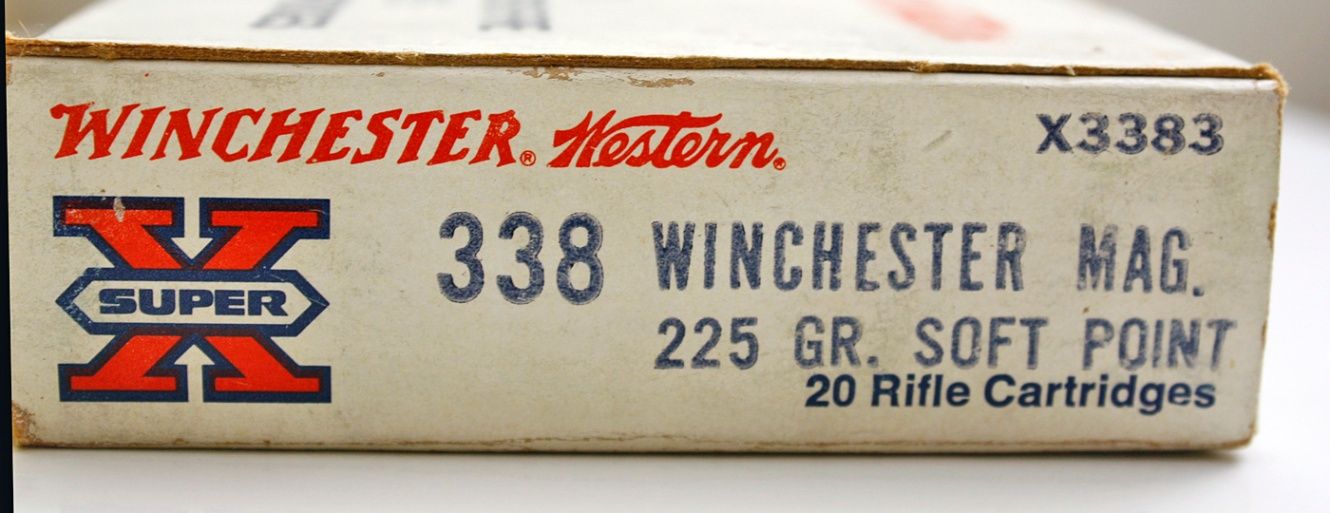 WINCHESTER® Western®
X3383
X
SUPER
338 WINCHESTER MAG.
225 GR. SOFT POINT
20 Rifle Cartridges